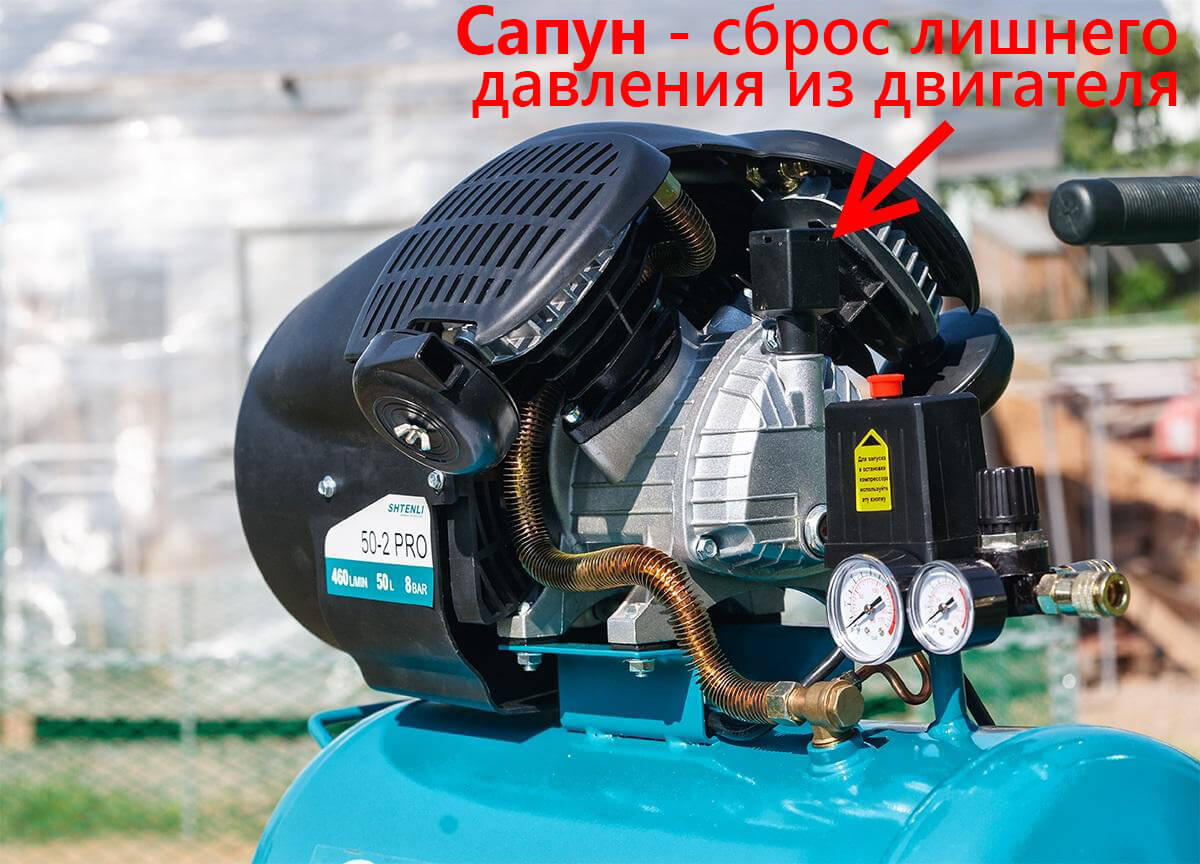 Сапун - сброс лишнего
давления из двигателя
Для запуска
и остановки
компрессора
используйте
эту кнопку
SHTENLI
50-2 PRO
460 L/MIN 50 L 8 BAR